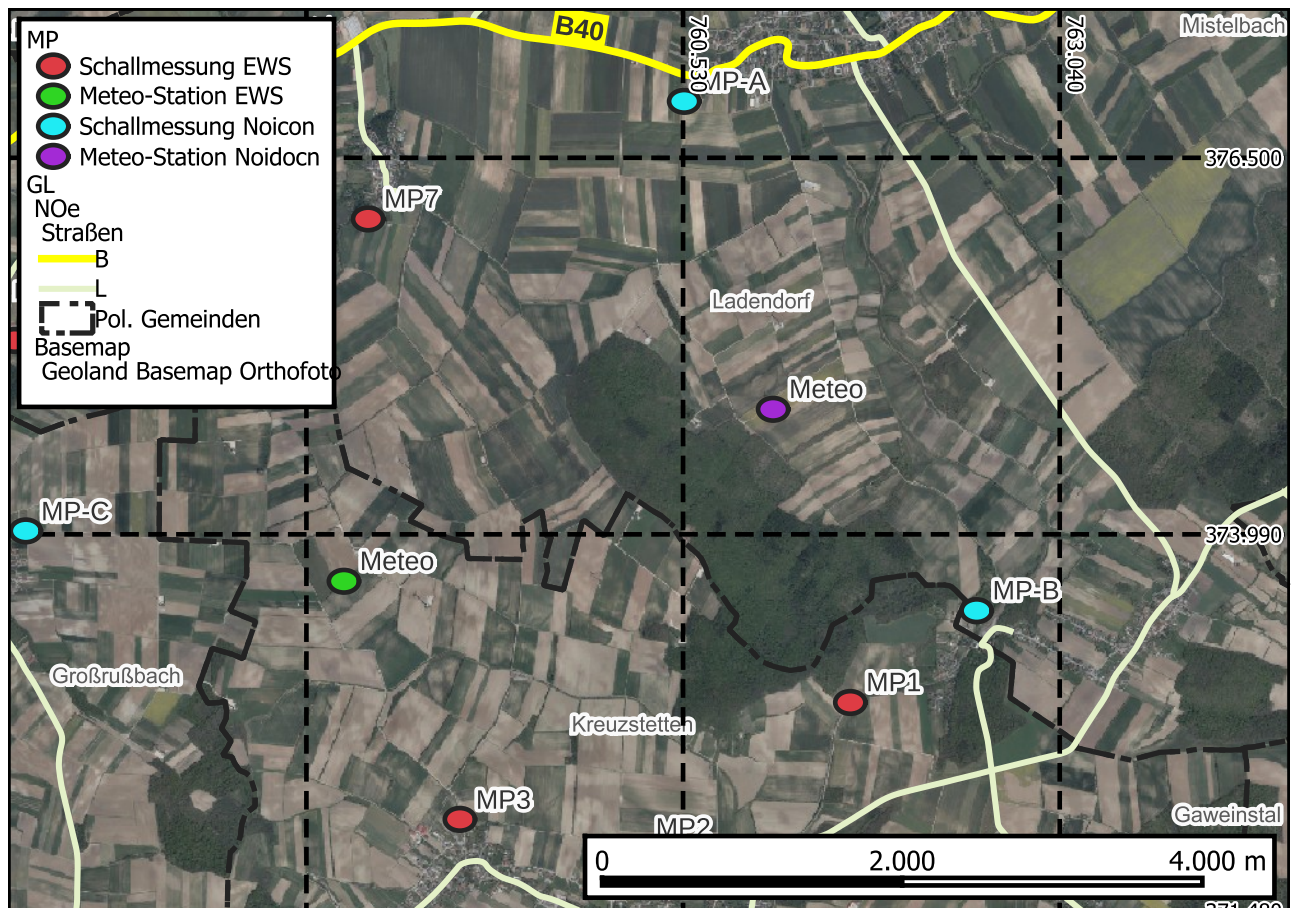 MP
Schallmessung EWS
Meteo-Station EWS
Schallmessung Noicon
Meteo-Station Noidocn
GL
NOe
Straßen
B
L
Pol. Gemeinden
Basemap
Geoland Basemap Orthofoto
B40
760.530
763.040
Mistelbach
MP-A
376.500
MP7
Ladendorf
Meteo
MP-C
373.990
Meteo
MP-B
Großrußbach
MP1
Kreuzstetten
MP3
MP2
Gaweinstal
0 2.000 4.000 m
371.480